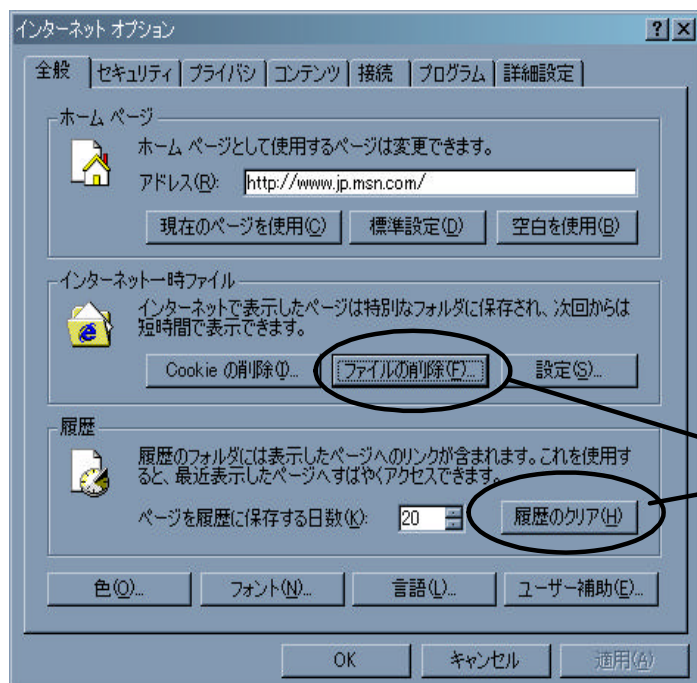 インターネット オプション
全般 セキュリティ プライバシ コンテンツ 接続 プログラム 詳細設定
ホーム ページ
ホーム ページとして使用するページは変更できます。
アドレス(R): http://www.jp.msn.com/
現在のページを使用(C) 標準設定(D) 空白を使用(B)
インターネット一時ファイル
インターネットで表示したページは特別なフォルダに保存され、次回からは
短時間で表示できます。
Cookie の削除(I)... ファイルの削除(F)... 設定(S)...
履歴
履歴のフォルダには表示したページへのリンクが含まれます。これを使用す
ると、最近表示したページへすばやくアクセスできます。
ページを履歴に保存する日数(K): 20 履歴のクリア(H)
色(O)... フォント(N)... 言語(L)... ユーザー補助(E)...
OK キャンセル 適用(A)